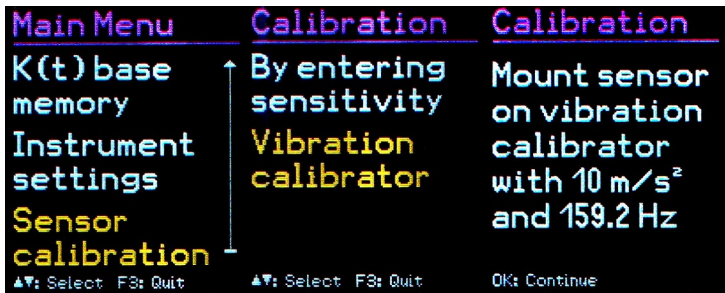 Main Menu
K(t) base
memory
Instrument
settings
Sensor
calibration
▲▼: Select F3: Quit
Calibration
By entering
sensitivity
Vibration
calibrator
▲▼: Select F3: Quit
Calibration
Mount sensor
on vibration
calibrator
with 10 m/s²
and 159.2 Hz
OK: Continue